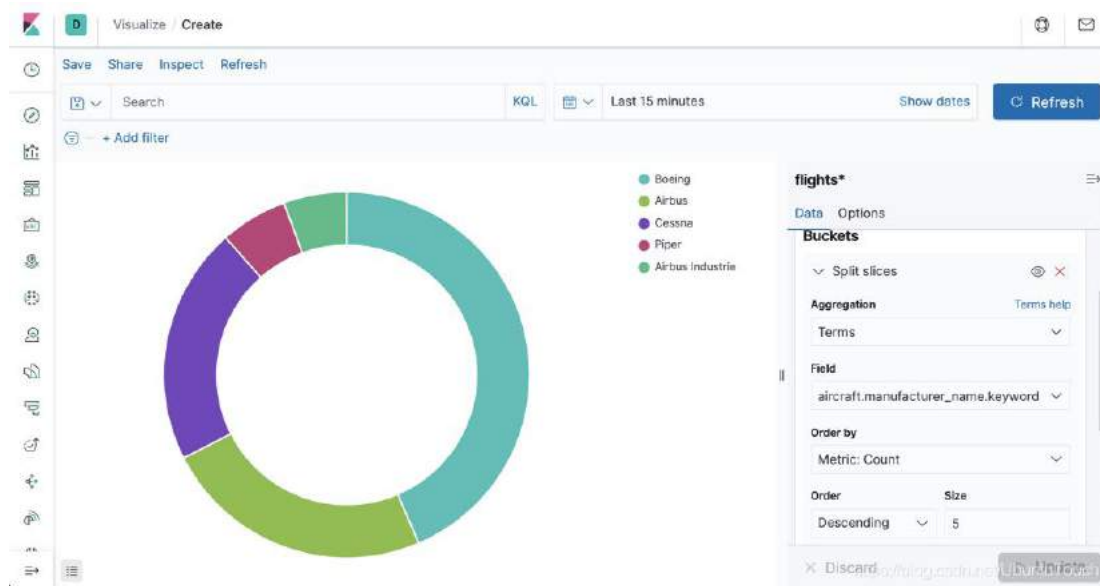 D Visualize / Create
Save Share Inspect Refresh
Search KQL Last 15 minutes Show dates Refresh
+ Add filter
Boeing
Airbus
Cessna
Piper
Airbus Industrie
flights*
Data Options
Buckets
Split slices
Aggregation Terms help
Terms
Field
aircraft.manufacturer_name.keyword
Order by
Metric: Count
Order Size
Descending 5
Discard Update